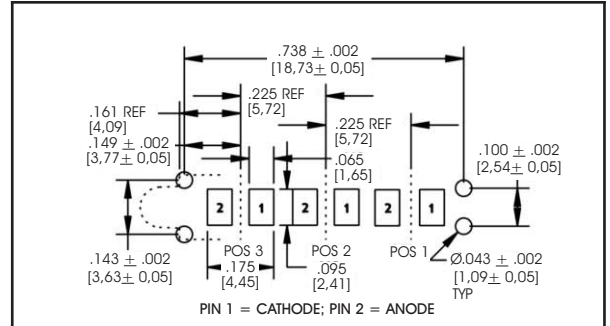 .738 ± .002
[18,73± 0,05]
.225 REF
[5,72]
.161 REF
[4,09]
.225 REF
[5,72]
.149 ± .002
[3,77± 0,05]
.100 ± .002
[2,54± 0,05]
.065
[1,65]
2 1 2 1 2 1
POS 3 POS 2 POS 1
.143 ± .002
[3,63± 0,05]
.175
[4,45]
.095
[2,41]
Ø.043 ± .002
[1,09± 0,05]
TYP
PIN 1 = CATHODE; PIN 2 = ANODE